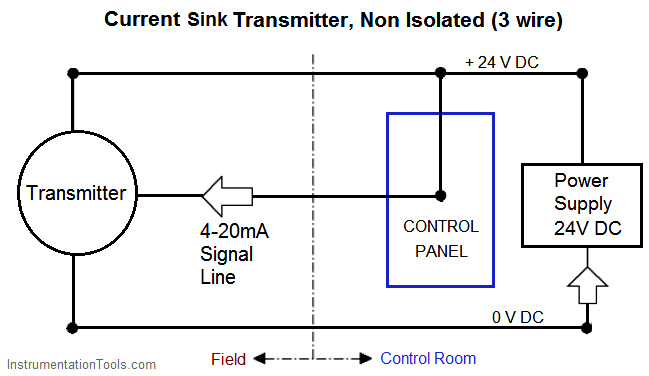 Current Sink Transmitter, Non Isolated (3 wire)
+ 24 V DC
Transmitter
4-20mA
Signal
Line
CONTROL
PANEL
Power
Supply
24V DC
0 V DC
Field
Control Room
InstrumentationTools.com